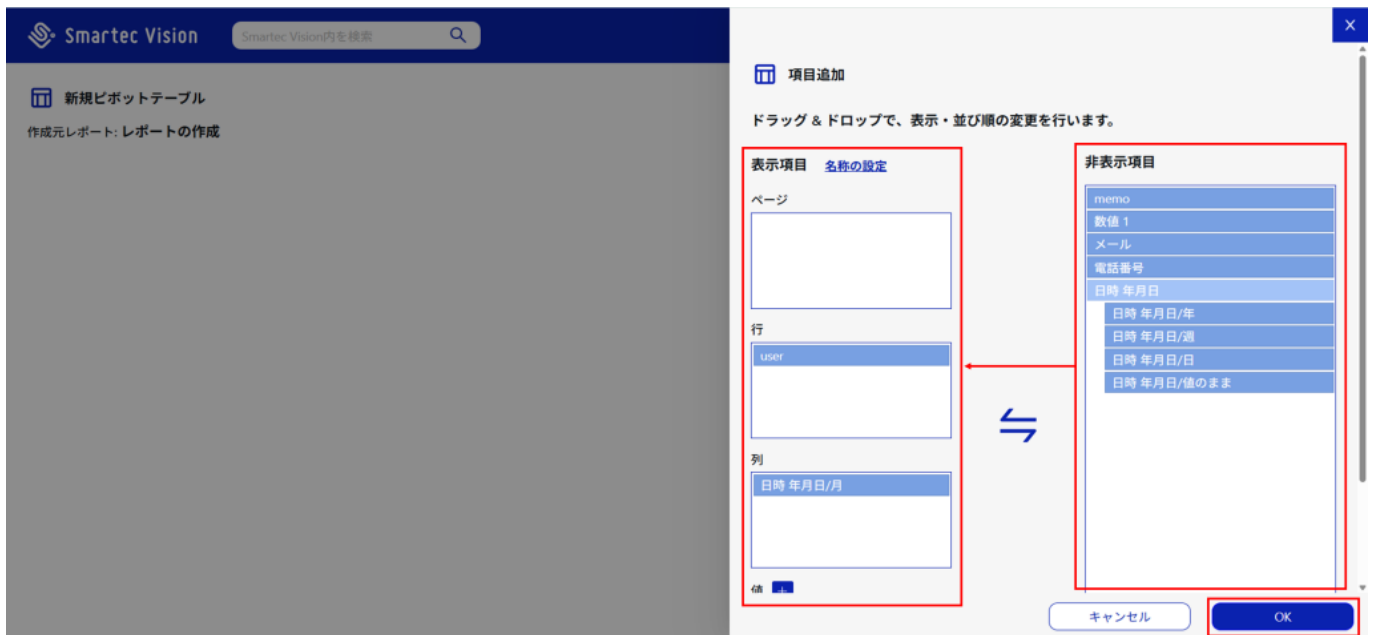 Smartec Vision
Smartec Vision内を検索
新規ピボットテーブル
作成元レポート: レポートの作成
項目追加
ドラッグ & ドロップで、表示・並び順の変更を行います。
表示項目 名称の設定
ページ
行
user
列
日時 年月日/月
値 +
非表示項目
memo
数値 1
メール
電話番号
日時 年月日
日時 年月日/年
日時 年月日/週
日時 年月日/日
日時 年月日/値のまま
キャンセル
OK